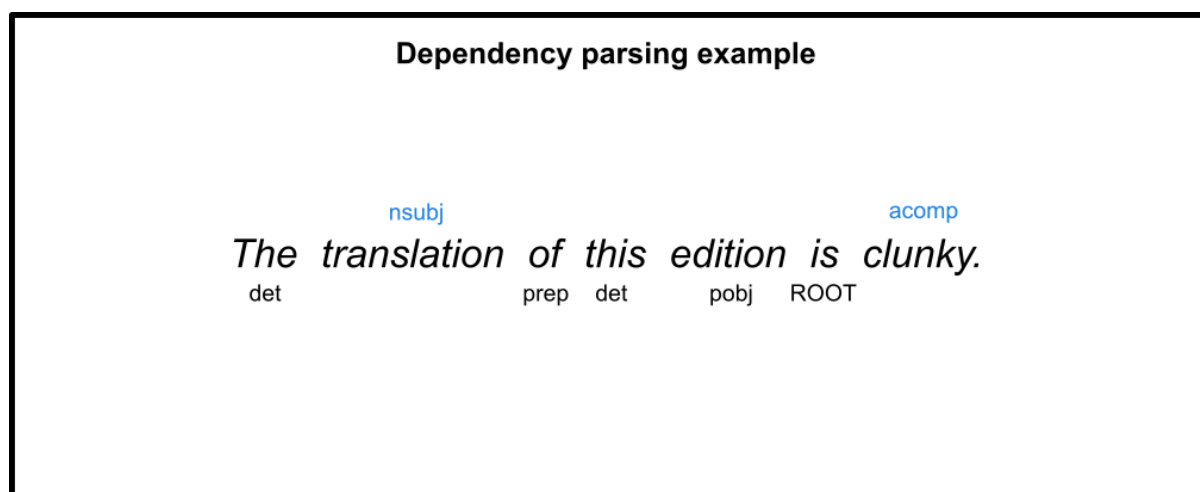 Dependency parsing example
nsubj acomp
The translation of this edition is clunky.
det prep det pobj ROOT